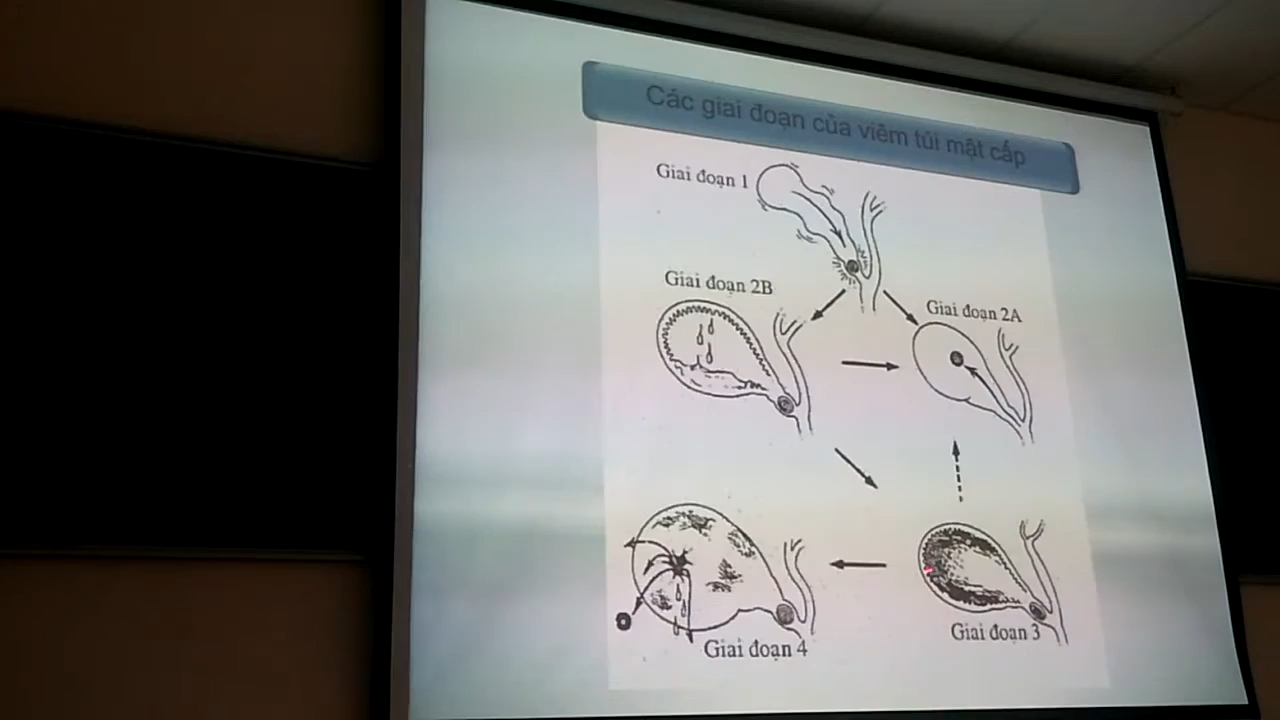 Các giai đoạn của viêm túi mật cấp
Giai đoạn 1
Giai đoạn 2B
Giai đoạn 2A
Giai đoạn 3
Giai đoạn 4